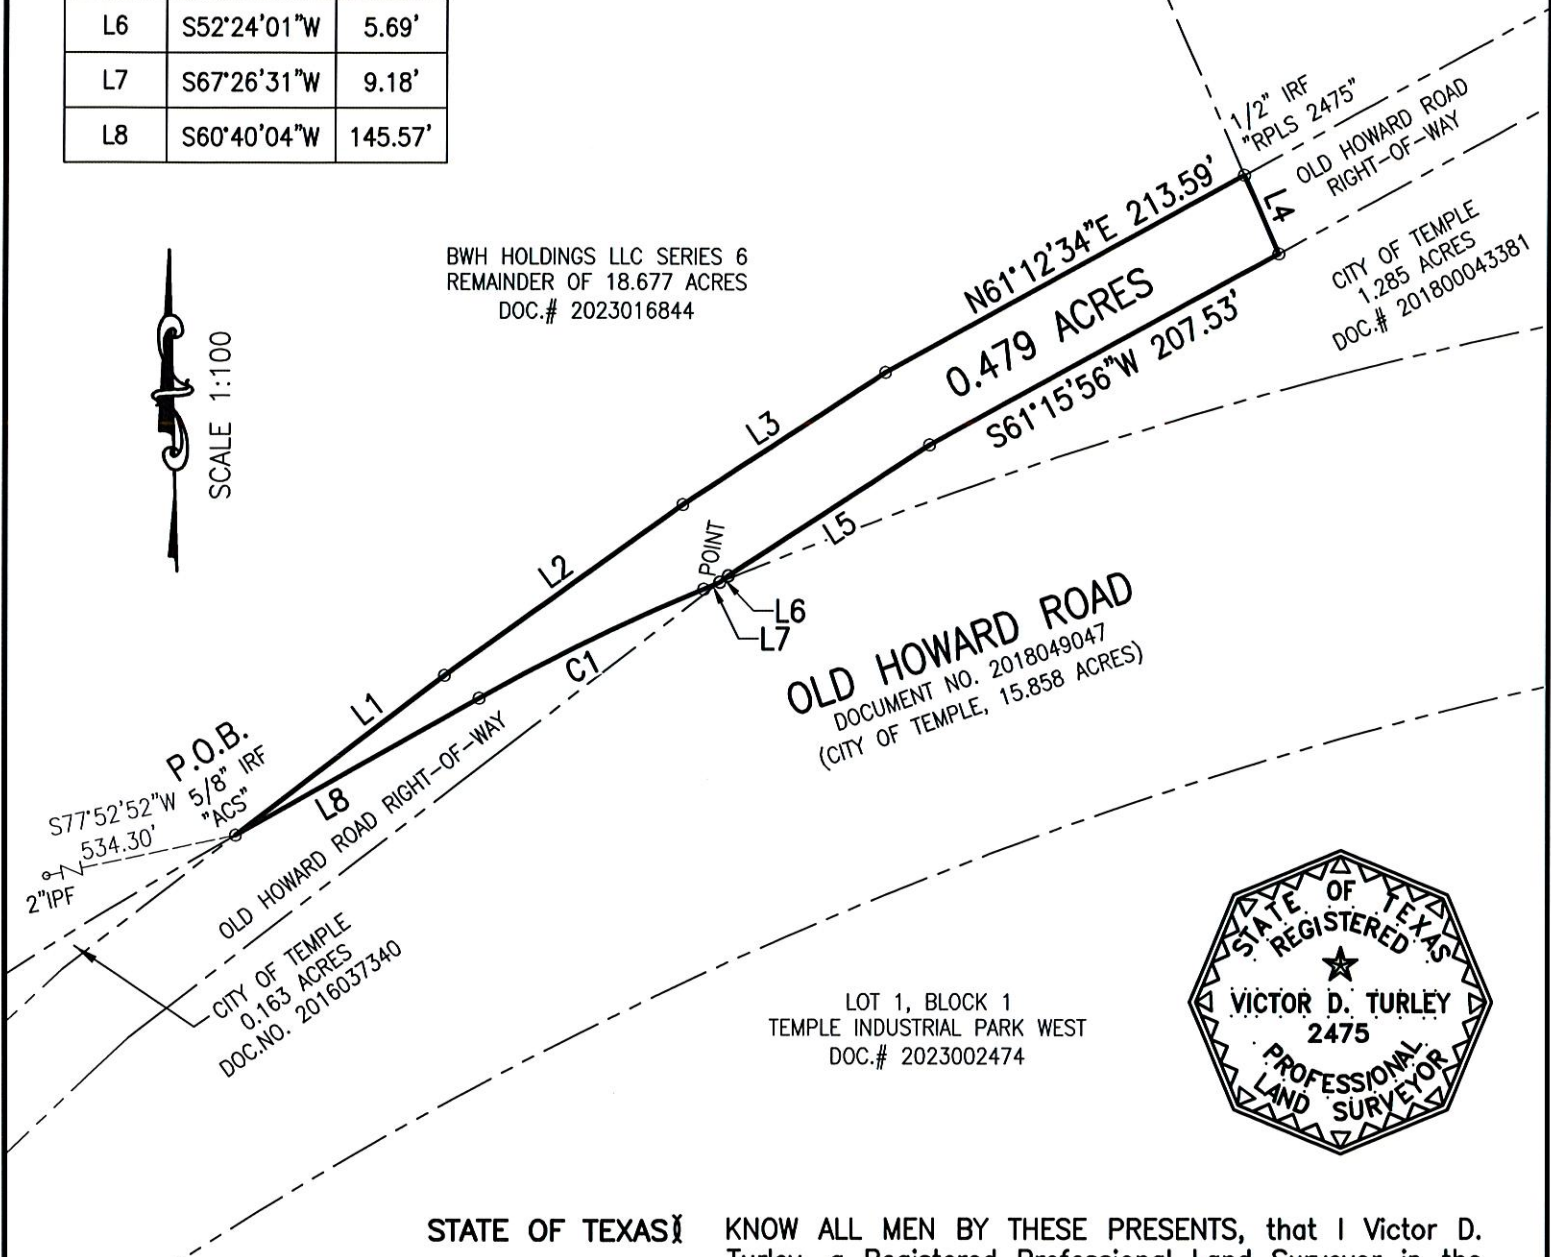 L6 S52°24'01"W 5.69'
L7 S67°26'31"W 9.18'
L8 S60°40'04"W 145.57'
1/2" IRF
"RPLS 2475"
OLD HOWARD ROAD
RIGHT-OF-WAY
L4
N61°12'34"E 213.59'
0.479 ACRES
S61°15'56"W 207.53'
CITY OF TEMPLE
1.285 ACRES
DOC.# 201800043381
BWH HOLDINGS LLC SERIES 6
REMAINDER OF 18.677 ACRES
DOC.# 2023016844
SCALE 1:100
L3
L5
POINT
L2
L6
L7
C1
OLD HOWARD ROAD
DOCUMENT NO. 2018049047
(CITY OF TEMPLE, 15.858 ACRES)
L1
P.O.B.
5/8" IRF
"ACS"
L8
S77°52'52"W
534.30'
2"IPF
OLD HOWARD ROAD RIGHT-OF-WAY
CITY OF TEMPLE
0.163 ACRES
DOC.NO. 2016037340
LOT 1, BLOCK 1
TEMPLE INDUSTRIAL PARK WEST
DOC.# 2023002474
STATE OF TEXAS
REGISTERED
VICTOR D. TURLEY
2475
PROFESSIONAL
LAND SURVEYOR
STATE OF TEXAS)( KNOW ALL MEN BY THESE PRESENTS, that I Victor D.
Turley, a Registered Professional Land Surveyor in the